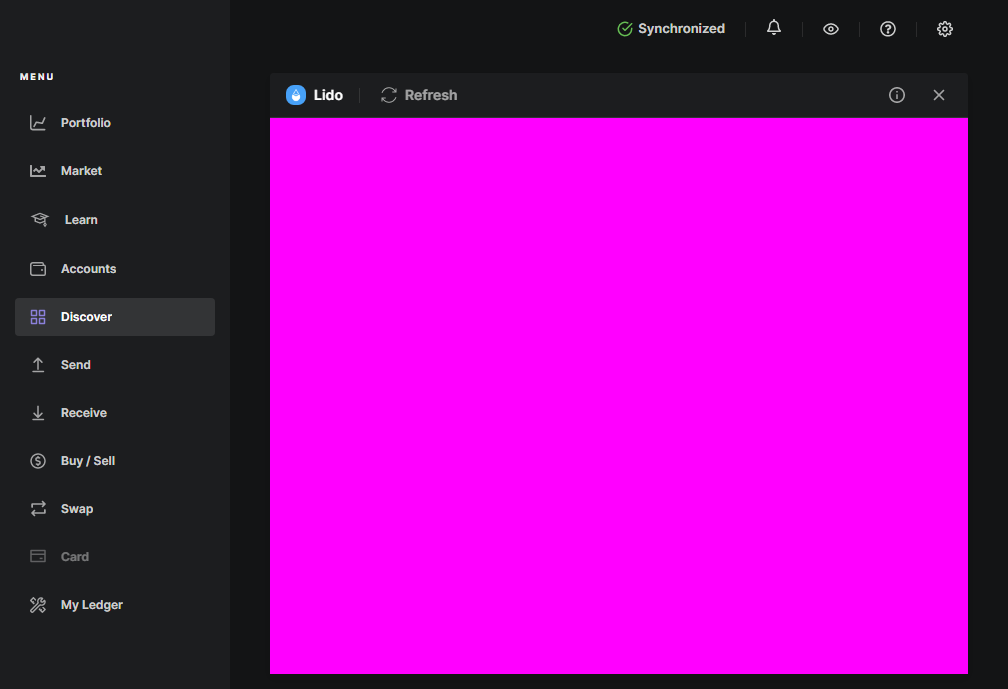 Synchronized
MENU
Lido
Refresh
Portfolio
Market
Learn
Accounts
Discover
Send
Receive
Buy / Sell
Swap
Card
My Ledger